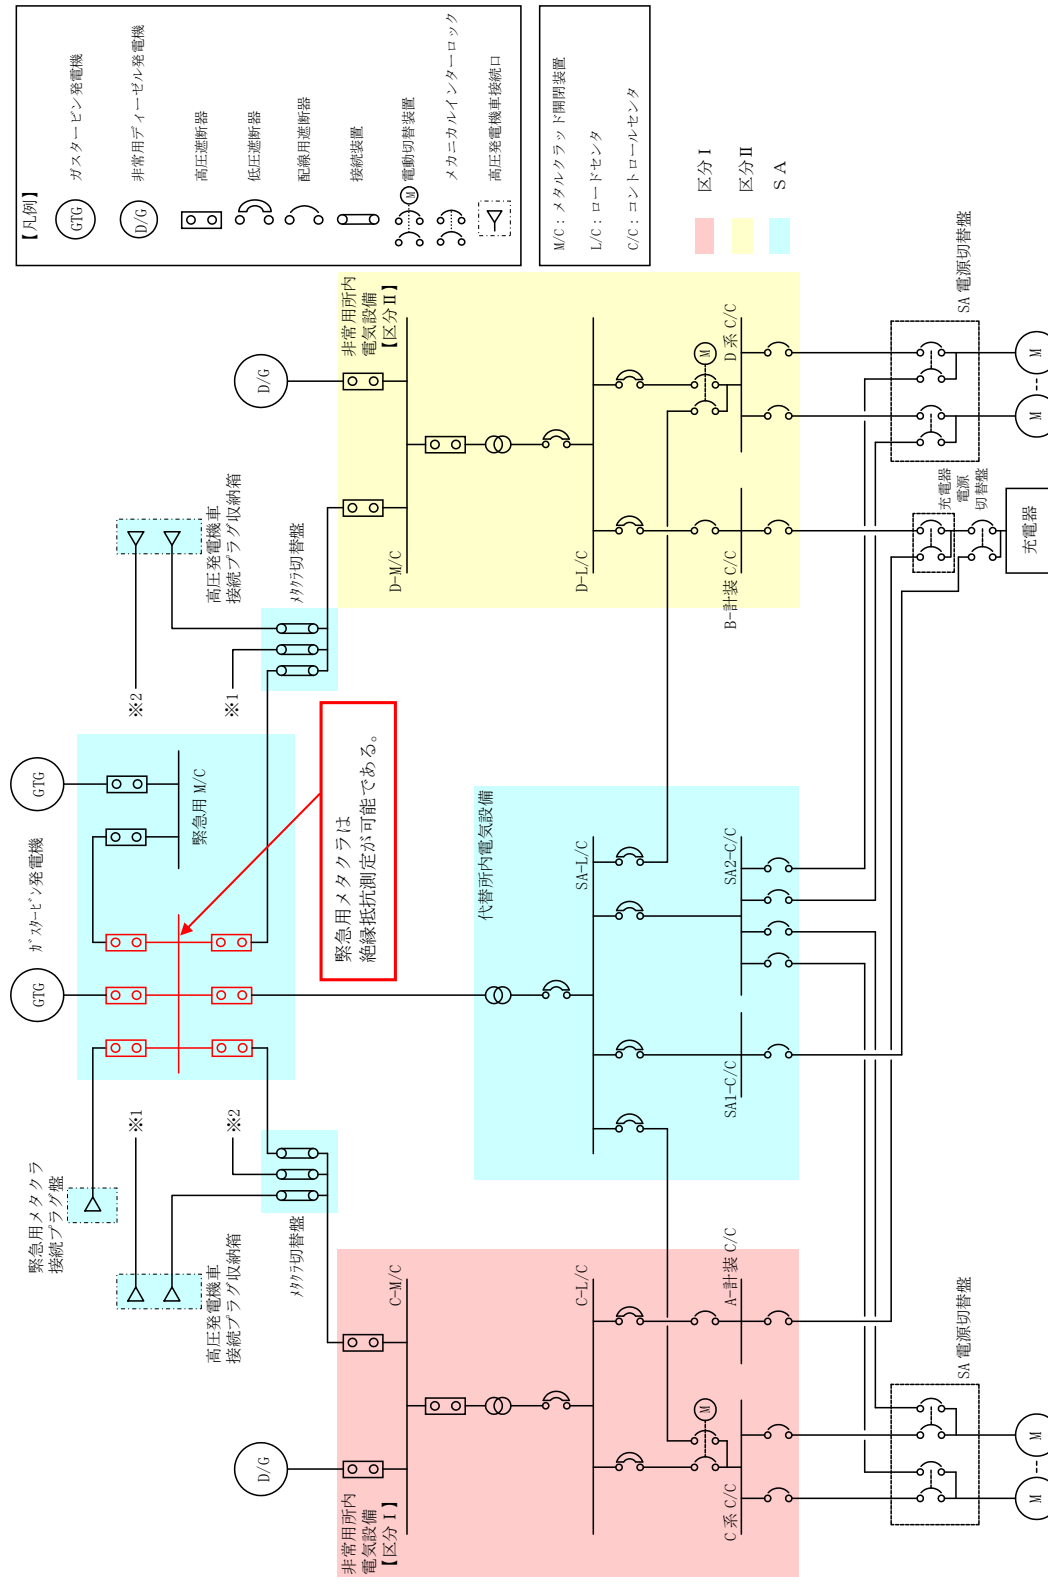 【凡例】
GTG
ガスタービン発電機
D/G
非常用ディーゼル発電機
高圧遮断器
低圧遮断器
配線用遮断器
接続装置
M
電動切替装置
メカニカルインターロック
高圧発電機車接続口
M/C：メタルクラッド開閉装置
L/C：ロードセンタ
C/C：コントロールセンタ
区分Ⅰ
区分Ⅱ
ＳＡ
GTG
ガスタービン発電機
GTG
緊急用 M/C
緊急用メタクラ
接続プラグ盤
※1
※2
高圧発電機車
接続プラグ収納箱
メタクラ切替盤
※2
※1
高圧発電機車
接続プラグ収納箱
メタクラ切替盤
緊急用メタクラは
絶縁抵抗測定が可能である。
D/G
非常用所内
電気設備
【区分Ⅰ】
C-M/C
C-L/C
M
C 系 C/C
A-計装 C/C
代替所内電気設備
SA-L/C
SA1-C/C
SA2-C/C
D/G
非常用所内
電気設備
【区分Ⅱ】
D-M/C
D-L/C
M
B-計装 C/C
D 系 C/C
SA 電源切替盤
M
M
充電器
電源
切替盤
充電器
SA 電源切替盤
M
M